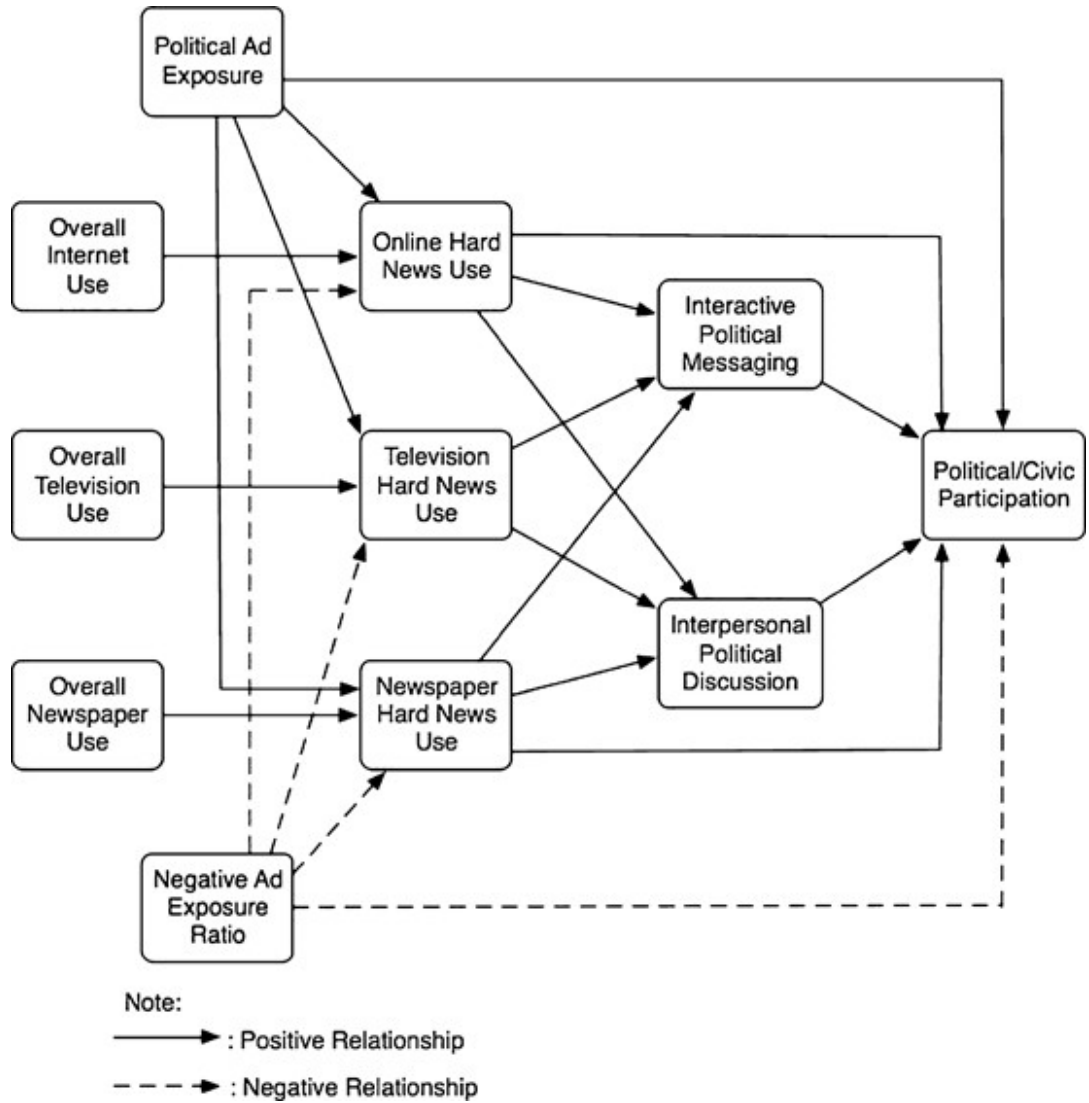 Political Ad
Exposure
Overall
Internet
Use
Online Hard
News Use
Interactive
Political
Messaging
Overall
Television
Use
Television
Hard News
Use
Political/Civic
Participation
Interpersonal
Political
Discussion
Overall
Newspaper
Use
Newspaper
Hard News
Use
Negative Ad
Exposure
Ratio
Note:
: Positive Relationship
: Negative Relationship